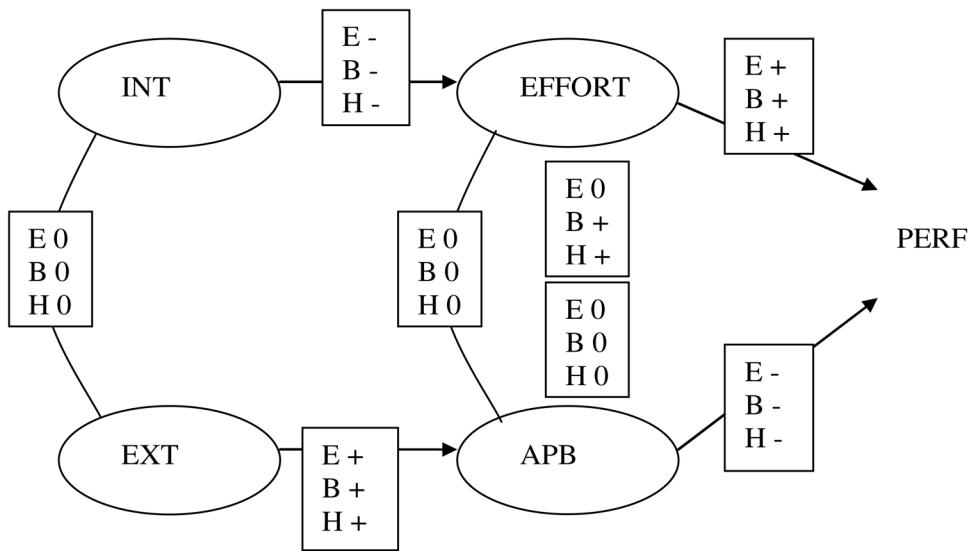 INT
E -
B -
H -
EFFORT
E +
B +
H +
E 0
B 0
H 0
E 0
B 0
H 0
E 0
B +
H +
E 0
B 0
H 0
PERF
EXT
E +
B +
H +
APB
E -
B -
H -